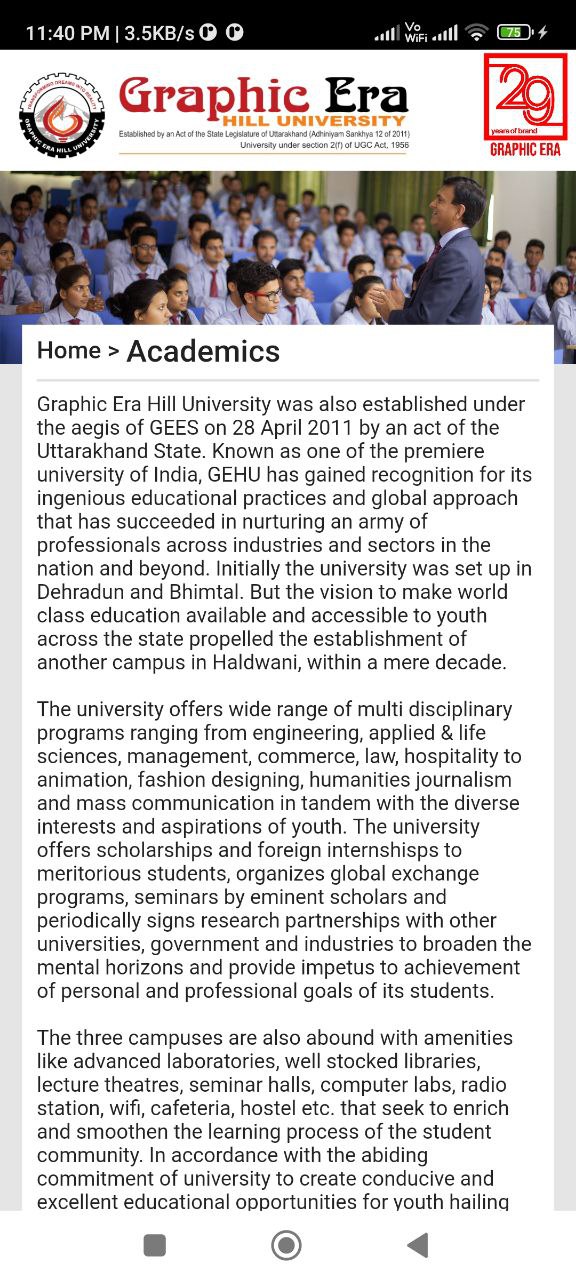 11:40 PM | 3.5KB/s
Vo
WiFi
75
TRANSFORMING DREAMS INTO REALITY
GRAPHIC ERA HILL UNIVERSITY
Graphic Era
HILL UNIVERSITY
Established by an Act of the State Legislature of Uttarakhand (Adhiniyam Sankhya 12 of 2011)
University under section 2(f) of UGC Act, 1956
29
years of brand
GRAPHIC ERA
Home > Academics
Graphic Era Hill University was also established under
the aegis of GEES on 28 April 2011 by an act of the
Uttarakhand State. Known as one of the premiere
university of India, GEHU has gained recognition for its
ingenious educational practices and global approach
that has succeeded in nurturing an army of
professionals across industries and sectors in the
nation and beyond. Initially the university was set up in
Dehradun and Bhimtal. But the vision to make world
class education available and accessible to youth
across the state propelled the establishment of
another campus in Haldwani, within a mere decade.
The university offers wide range of multi disciplinary
programs ranging from engineering, applied & life
sciences, management, commerce, law, hospitality to
animation, fashion designing, humanities journalism
and mass communication in tandem with the diverse
interests and aspirations of youth. The university
offers scholarships and foreign internshisps to
meritorious students, organizes global exchange
programs, seminars by eminent scholars and
periodically signs research partnerships with other
universities, government and industries to broaden the
mental horizons and provide impetus to achievement
of personal and professional goals of its students.
The three campuses are also abound with amenities
like advanced laboratories, well stocked libraries,
lecture theatres, seminar halls, computer labs, radio
station, wifi, cafeteria, hostel etc. that seek to enrich
and smoothen the learning process of the student
community. In accordance with the abiding
commitment of university to create conducive and
excellent educational opportunities for youth hailing